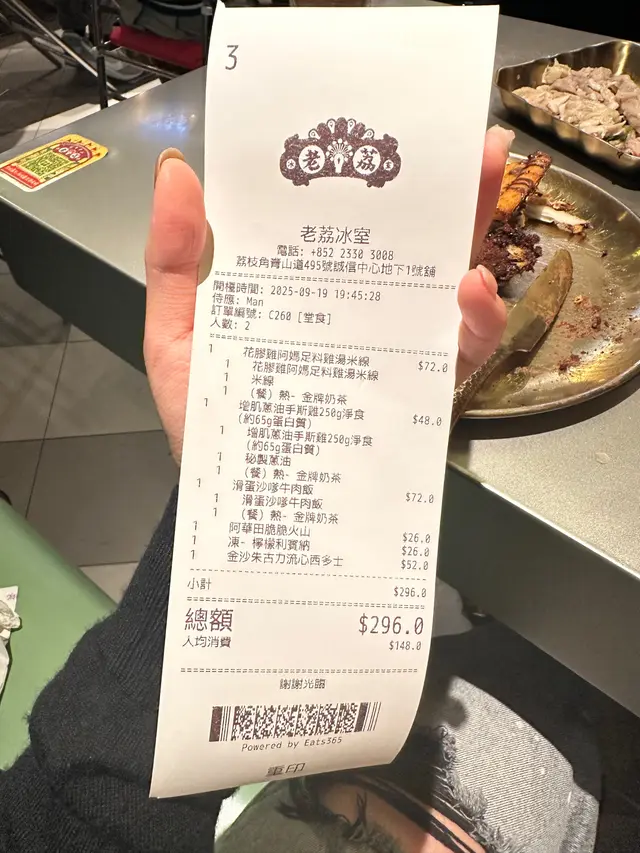 3
老 荔
老荔冰室
電話: +852 2330 3008
荔枝角青山道495號誠信中心地下1號舖
開檯時間: 2025-09-19 19:45:28
侍應: Man
訂單編號: C260 [堂食]
人數: 2
1 花膠雞阿媽足料雞湯米線 $72.0
1 花膠雞阿媽足料雞湯米線
1 米線
1 (餐) 熱- 金牌奶茶
1 增肌蔥油手斯雞250g淨食 $48.0
(約65g蛋白質)
1 增肌蔥油手斯雞250g淨食
(約65g蛋白質)
1 秘製蔥油
1 (餐) 熱- 金牌奶茶
1 滑蛋沙嗲牛肉飯 $72.0
1 滑蛋沙嗲牛肉飯
1 (餐) 熱- 金牌奶茶
1 阿華田脆脆火山 $26.0
1 凍- 檸檬利賓納 $26.0
1 金沙朱古力流心西多士 $52.0
小計 $296.0
總額 $296.0
人均消費 $148.0
謝謝光臨
Powered by Eats365
重印